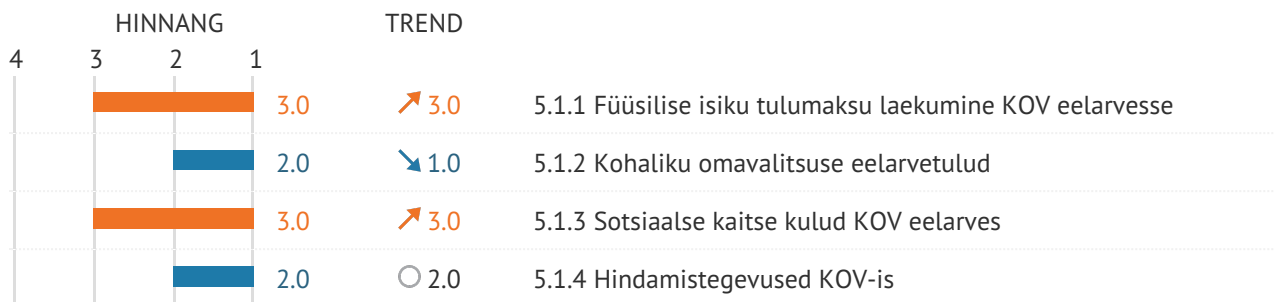 HINNANG TREND
4 3 2 1
3.0 3.0 5.1.1 Füüsilise isiku tulumaksu laekumine KOV eelarvesse
2.0 1.0 5.1.2 Kohaliku omavalitsuse eelarvetulud
3.0 3.0 5.1.3 Sotsiaalse kaitse kulud KOV eelarves
2.0 2.0 5.1.4 Hindamistegevused KOV-is